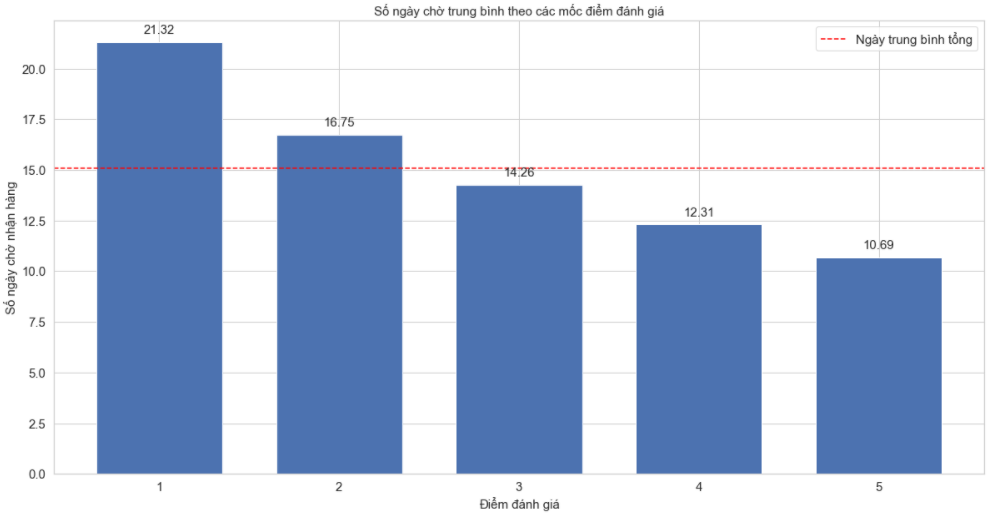 Số ngày chờ trung bình theo các mốc điểm đánh giá
Ngày trung bình tổng
21.32
16.75
14.26
12.31
10.69
Số ngày chờ nhận hàng
20.0
17.5
15.0
12.5
10.0
7.5
5.0
2.5
0.0
1 2 3 4 5
Điểm đánh giá